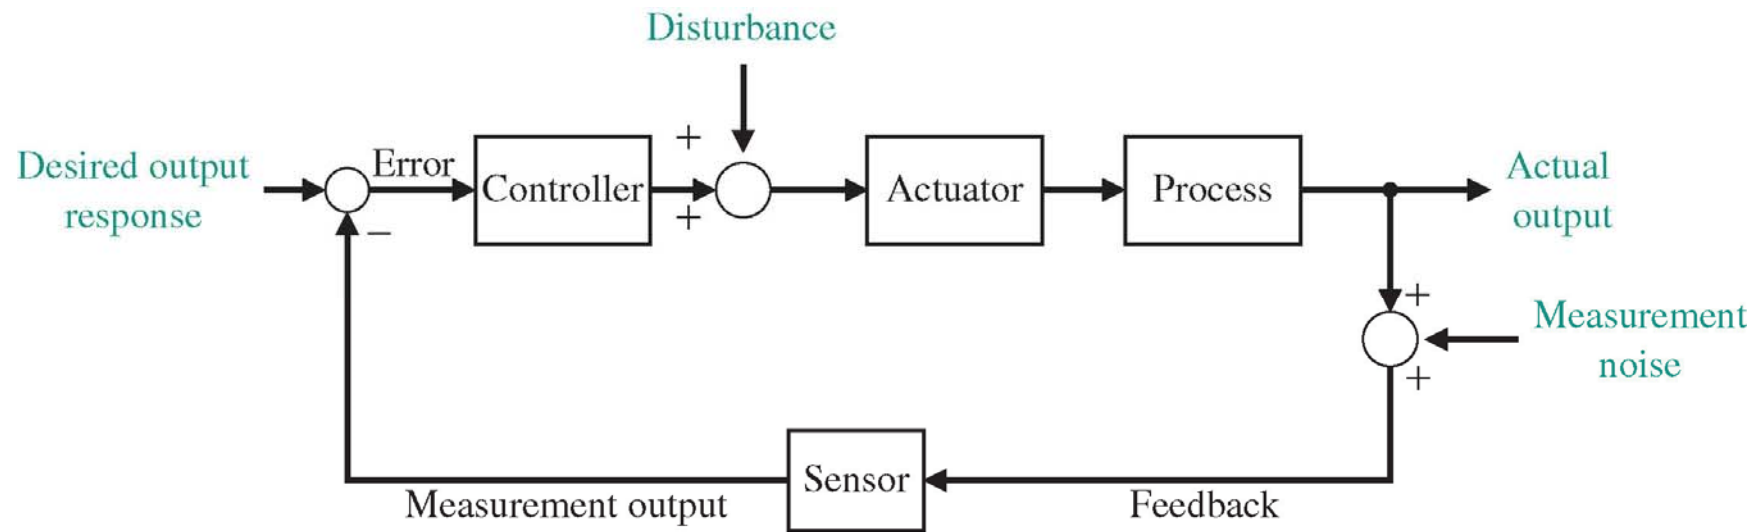 Disturbance
Desired output
response
Error
−
Controller
+
+
Actuator
Process
Actual
output
+
+
Measurement
noise
Sensor
Measurement output
Feedback